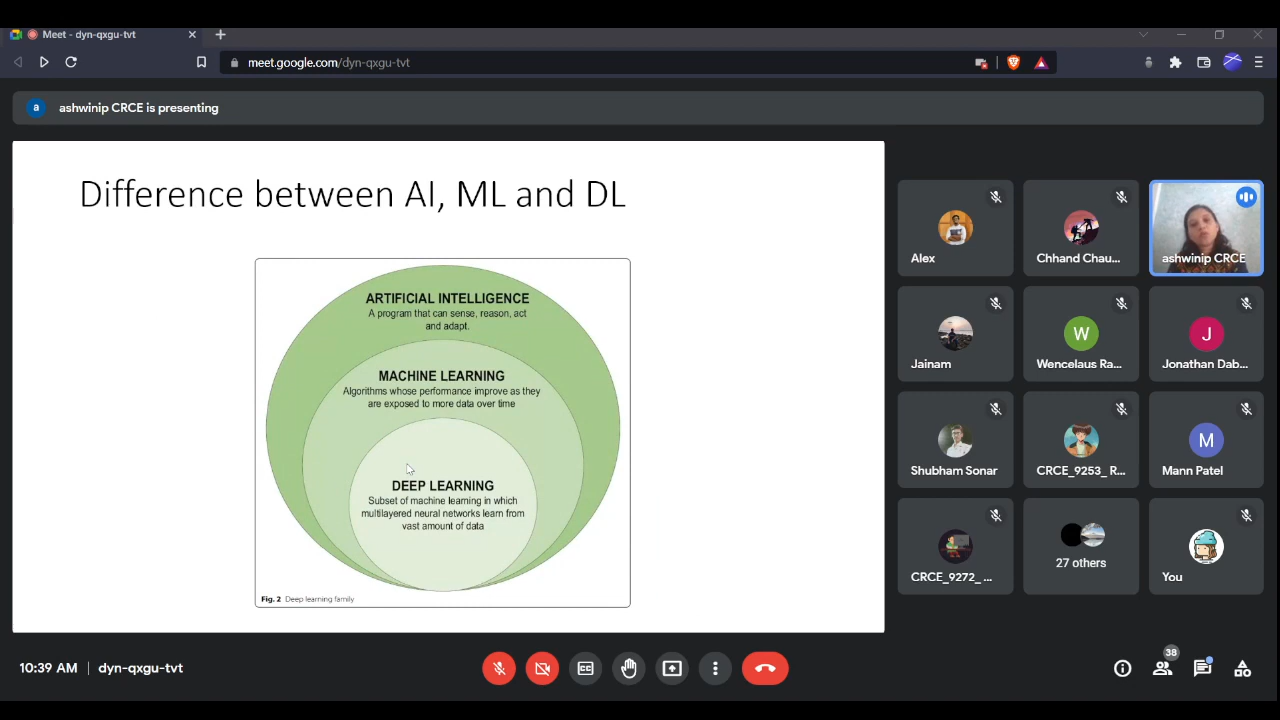 Meet - dyn-qxgu-tvt
meet.google.com/dyn-qxgu-tvt
a
ashwinip CRCE is presenting
Difference between AI, ML and DL
ARTIFICIAL INTELLIGENCE
A program that can sense, reason, act
and adapt.
MACHINE LEARNING
Algorithms whose performance improve as they
are exposed to more data over time
DEEP LEARNING
Subset of machine learning in which
multilayered neural networks learn from
vast amount of data
Fig. 2 Deep learning family
Alex
Chhand Chau...
ashwinip CRCE
Jainam
W
Wencelaus Ra...
J
Jonathan Dab...
Shubham Sonar
CRCE_9253_ R...
M
Mann Patel
CRCE_9272_ ...
27 others
You
10:39 AM | dyn-qxgu-tvt
CC
38